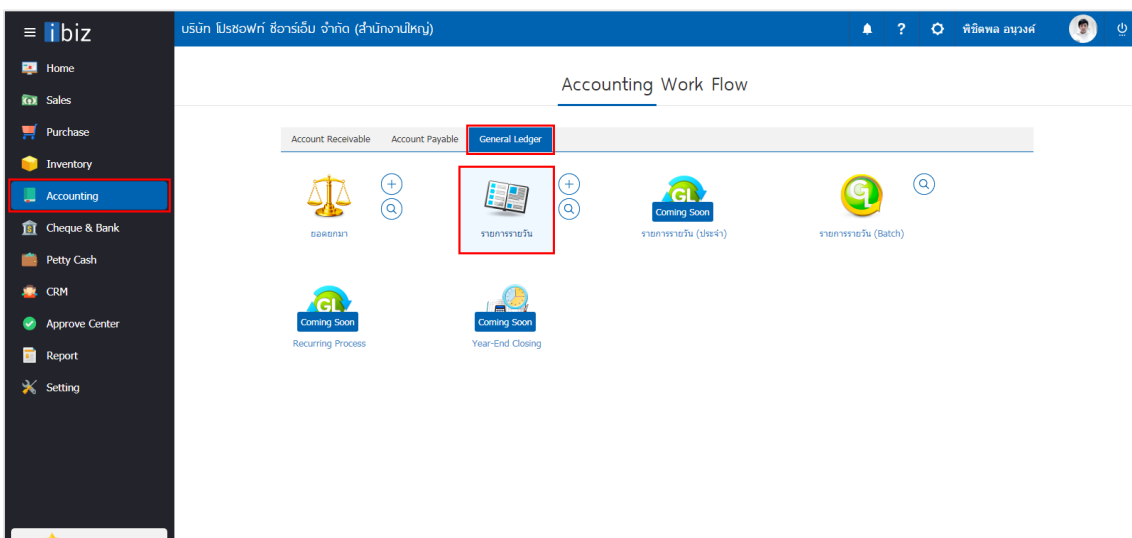 ibiz
บริษัท โปรซอฟท์ ซีอาร์เอ็ม จำกัด (สำนักงานใหญ่)
?
พิชิตพล อนุวงศ์
Home
Sales
Purchase
Inventory
Accounting
Cheque & Bank
Petty Cash
CRM
Approve Center
Report
Setting
Accounting Work Flow
Account Receivable Account Payable General Ledger
GL
Coming Soon
ยอดยกมา รายการรายวัน รายการรายวัน (ประจำ) รายการรายวัน (Batch)
GL
Coming Soon Coming Soon
Recurring Process Year-End Closing